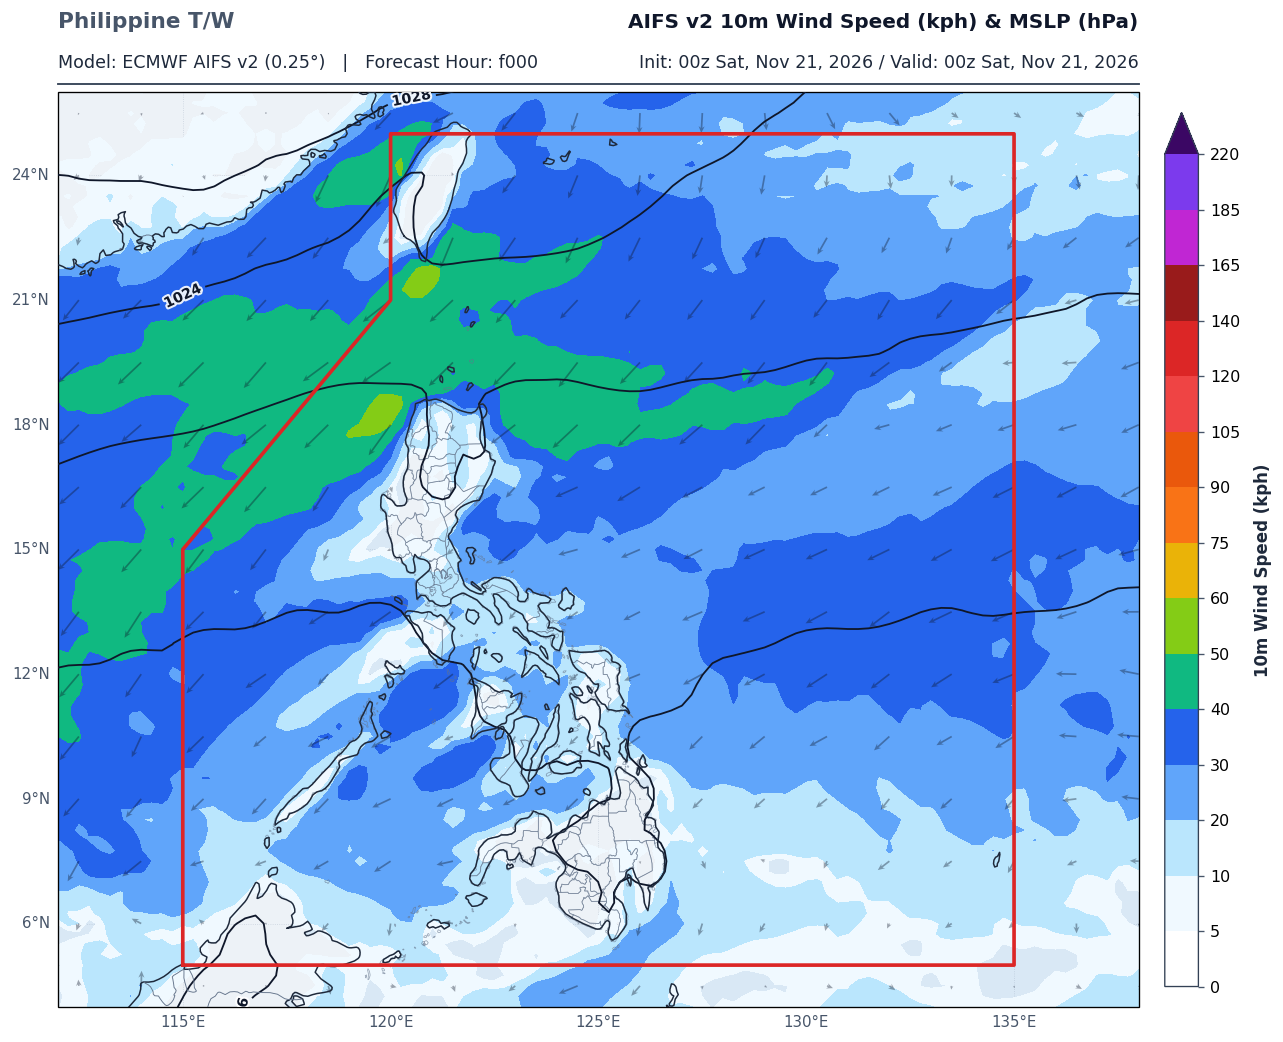 Philippine T/W
AIFS v2 10m Wind Speed (kph) & MSLP (hPa)
Model: ECMWF AIFS v2 (0.25°) | Forecast Hour: f000
Init: 00z Sat, Nov 21, 2026 / Valid: 00z Sat, Nov 21, 2026
1028
1024
24°N
21°N
18°N
15°N
12°N
9°N
6°N
115°E
120°E
125°E
130°E
135°E
220
185
165
140
120
105
90
75
60
50
40
30
20
10
5
0
10m Wind Speed (kph)